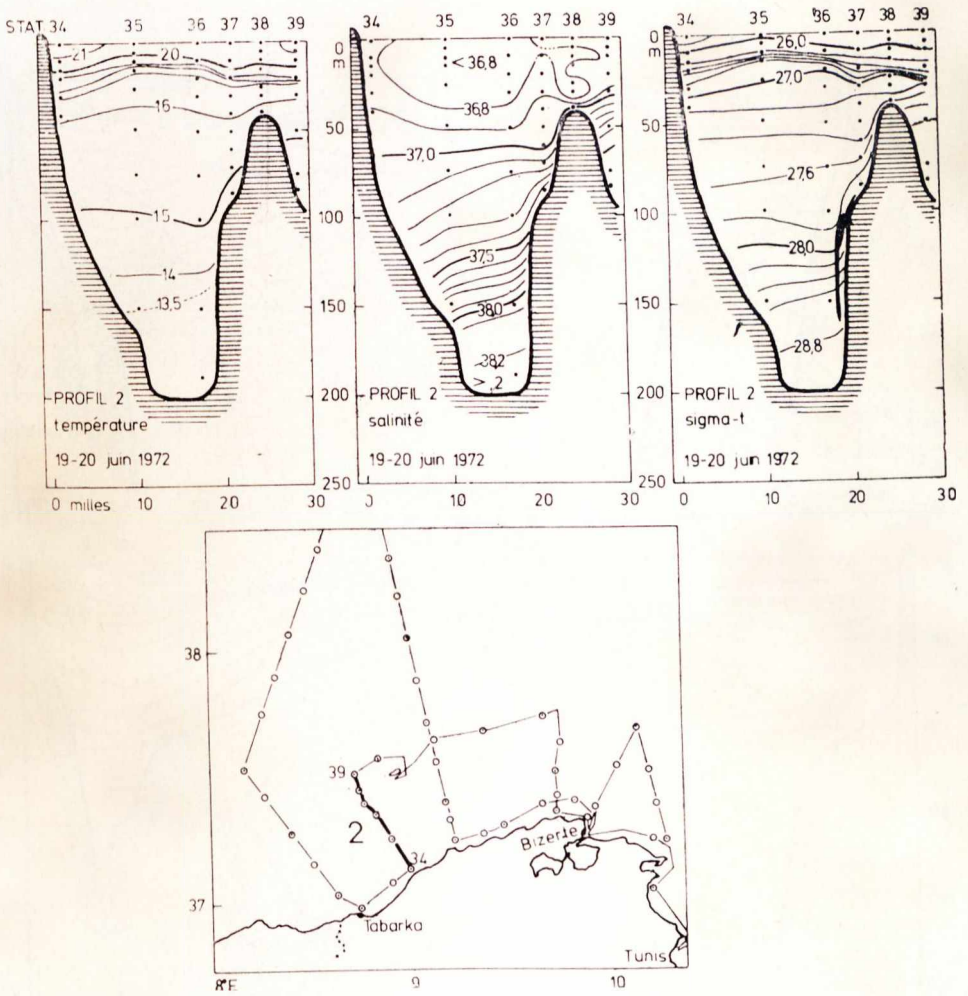 STAT. 34 35 36 37 38 39
21 20
16
15
14
13,5
PROFIL 2
température
19-20 juin 1972
0 milles 10 20 30
34 35 36 37 38 39
0
m
50
100
150
200
250
< 36,8
36,8
37,0
37,5
38,0
38,2
> ,2
PROFIL 2
salinité
19-20 juin 1972
0 10 20 30
34 35 36 37 38 39
0
m
50
100
150
200
250
26,0
27,0
27,6
28,0
28,8
PROFIL 2
sigma-t
19-20 juin 1972
0 10 20 30
38
39
2
34
Bizerte
37
Tabarka
Tunis
8°E 9 10